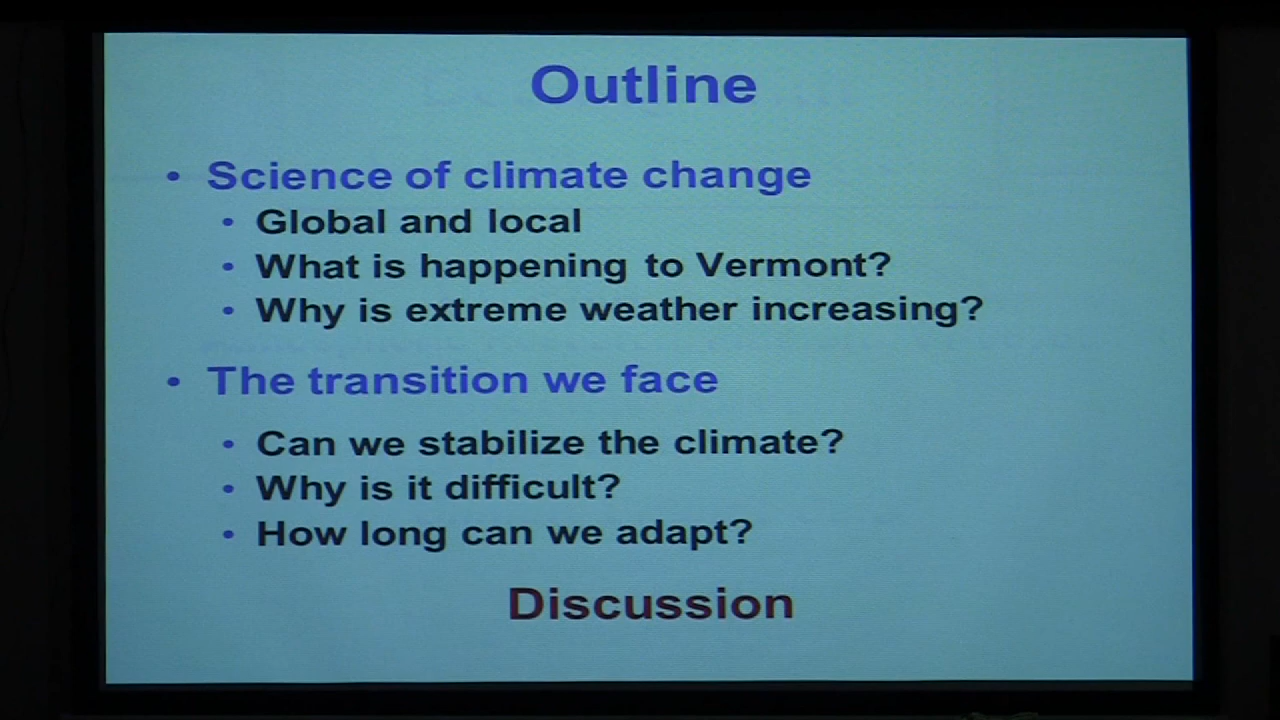 Outline
• Science of climate change
• Global and local
• What is happening to Vermont?
• Why is extreme weather increasing?
• The transition we face
• Can we stabilize the climate?
• Why is it difficult?
• How long can we adapt?
Discussion